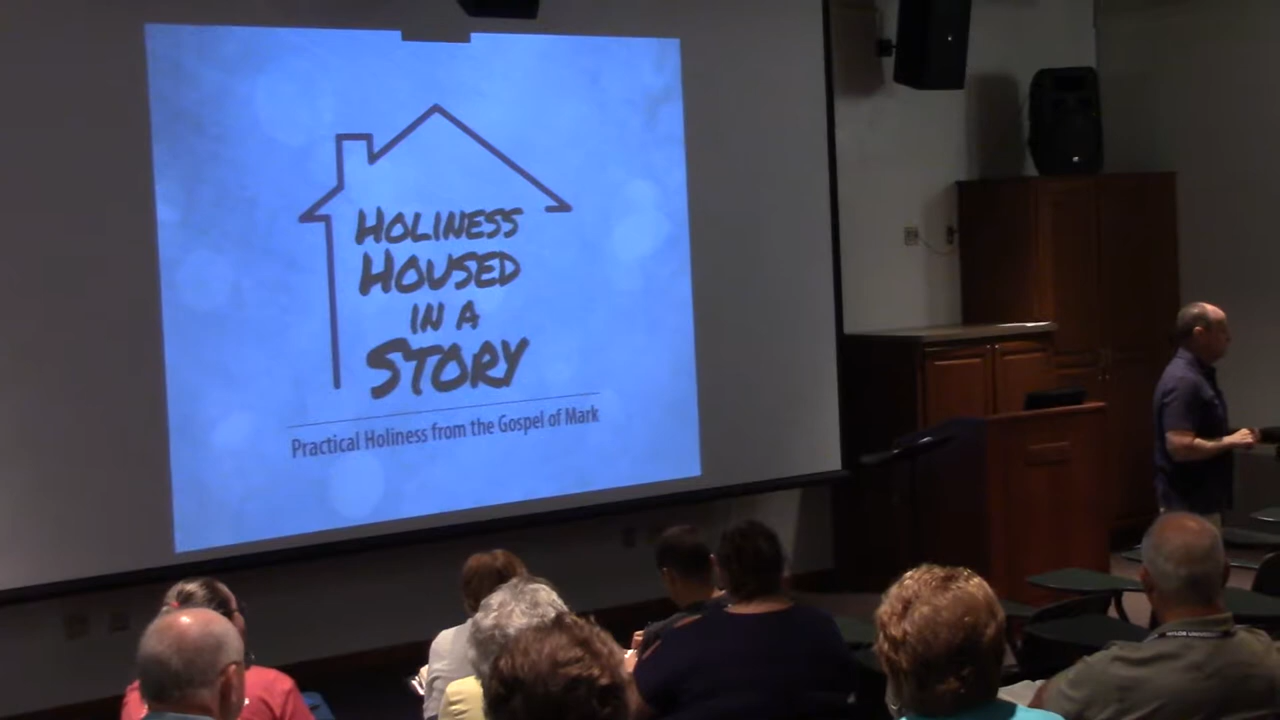 HOLINESS
HOUSED
IN A
STORY
Practical Holiness from the Gospel of Mark